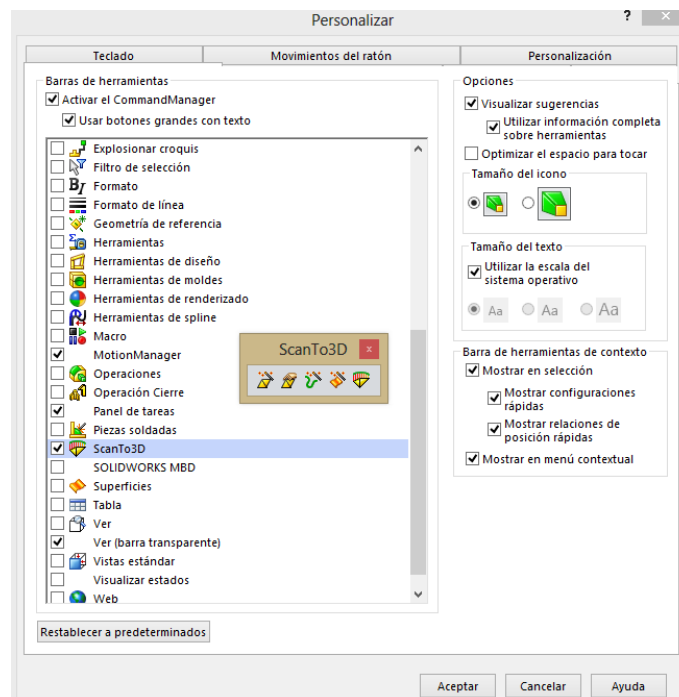 Personalizar
?
Teclado
Movimientos del ratón
Personalización
Barras de herramientas
Activar el CommandManager
Usar botones grandes con texto
Explosionar croquis
Filtro de selección
Formato
Formato de línea
Geometría de referencia
Herramientas
Herramientas de diseño
Herramientas de moldes
Herramientas de renderizado
Herramientas de spline
Macro
MotionManager
Operaciones
Operación Cierre
Panel de tareas
Piezas soldadas
ScanTo3D
SOLIDWORKS MBD
Superficies
Tabla
Ver
Ver (barra transparente)
Vistas estándar
Visualizar estados
Web
ScanTo3D
Restablecer a predeterminados
Opciones
Visualizar sugerencias
Utilizar información completa
sobre herramientas
Optimizar el espacio para tocar
Tamaño del icono
Tamaño del texto
Utilizar la escala del
sistema operativo
Aa Aa Aa
Barra de herramientas de contexto
Mostrar en selección
Mostrar configuraciones
rápidas
Mostrar relaciones de
posición rápidas
Mostrar en menú contextual
Aceptar
Cancelar
Ayuda